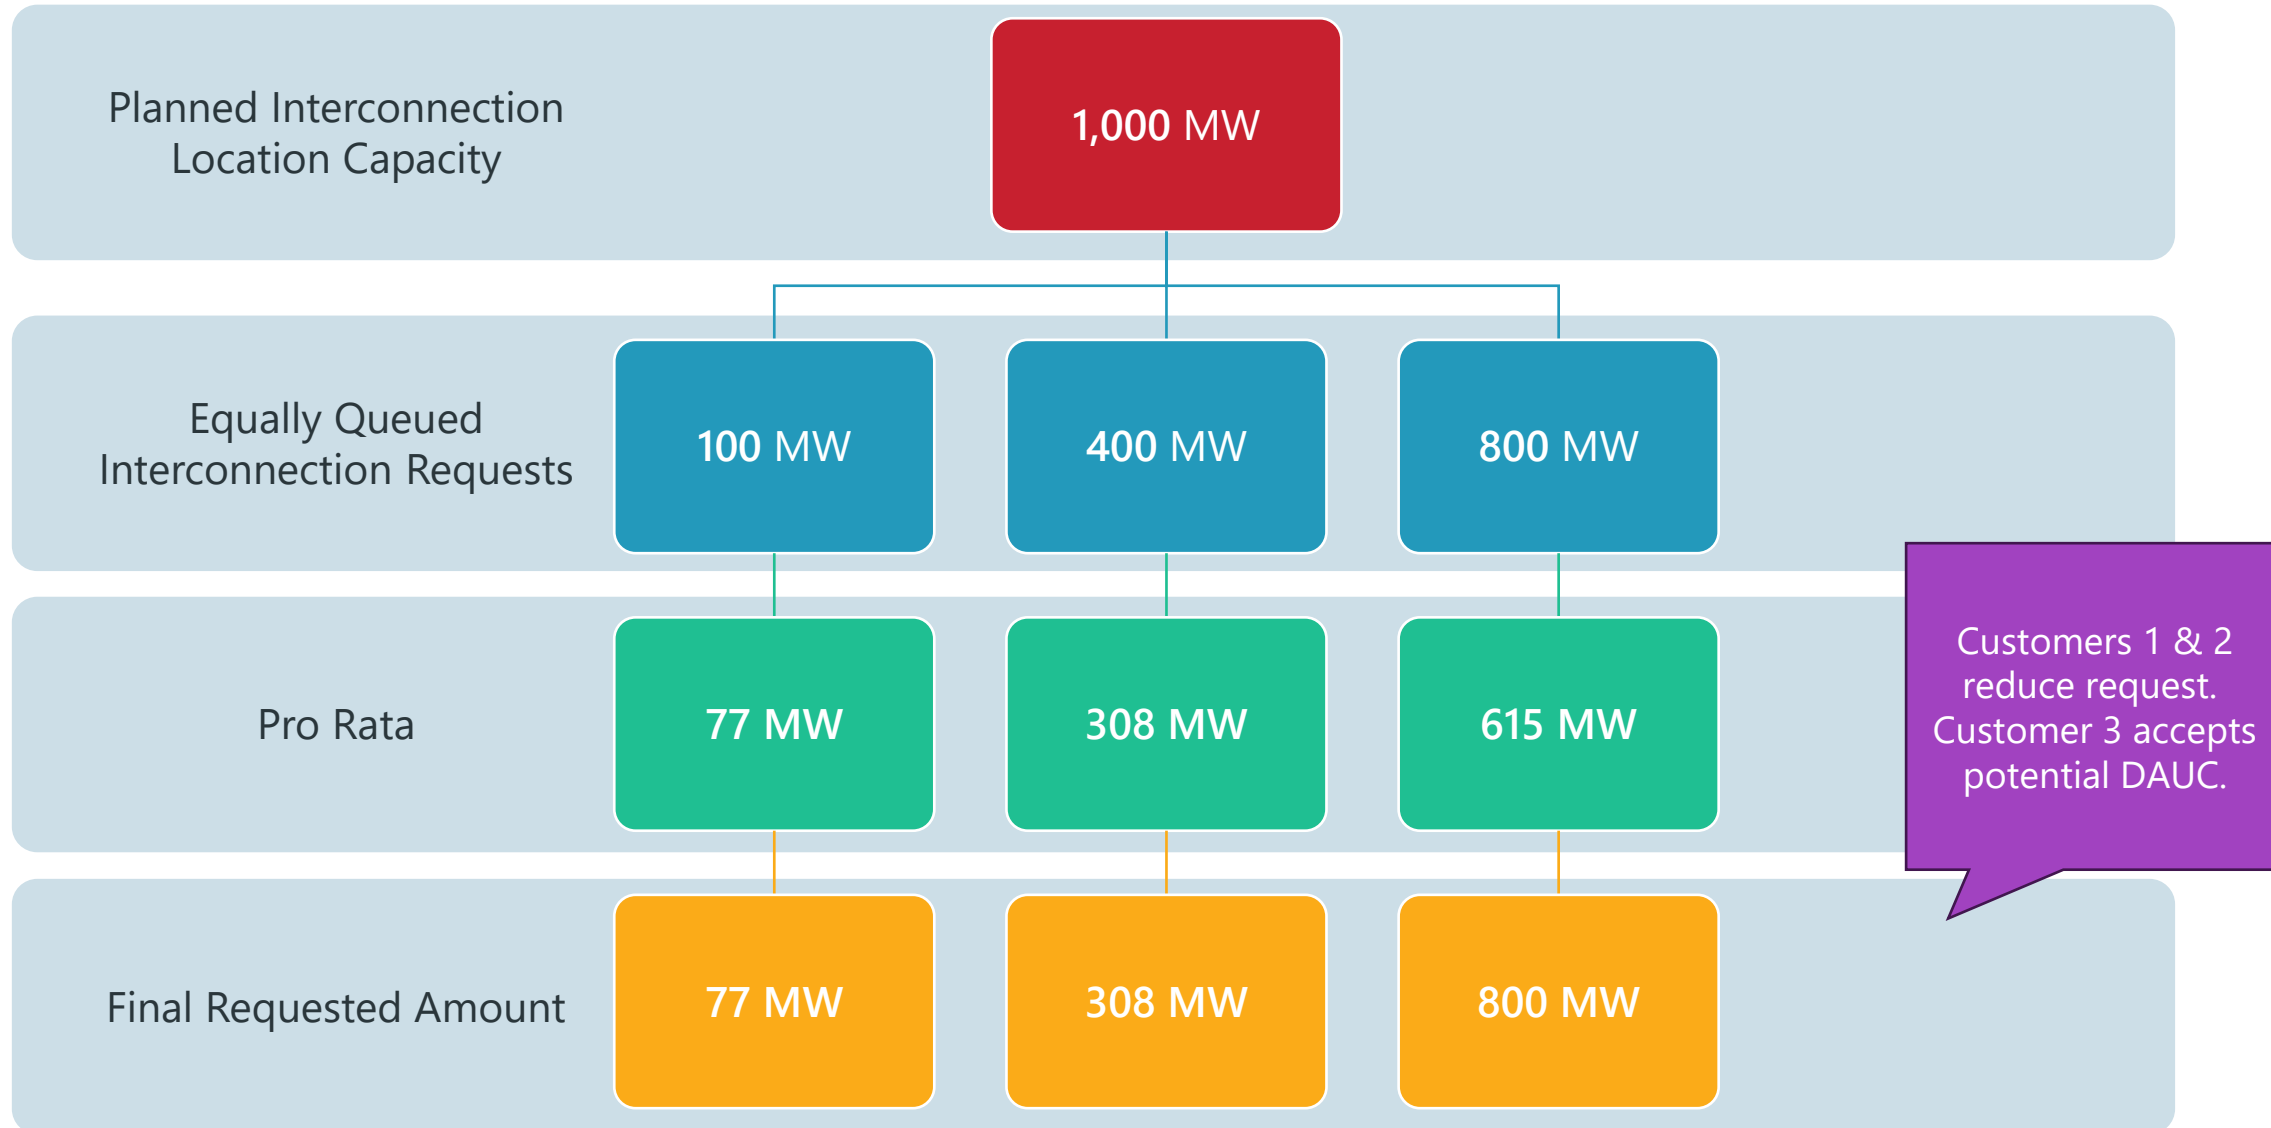 Planned Interconnection
Location Capacity
1,000 MW
Equally Queued
Interconnection Requests
100 MW
400 MW
800 MW
Pro Rata
77 MW
308 MW
615 MW
Customers 1 & 2
reduce request.
Customer 3 accepts
potential DAUC.
Final Requested Amount
77 MW
308 MW
800 MW